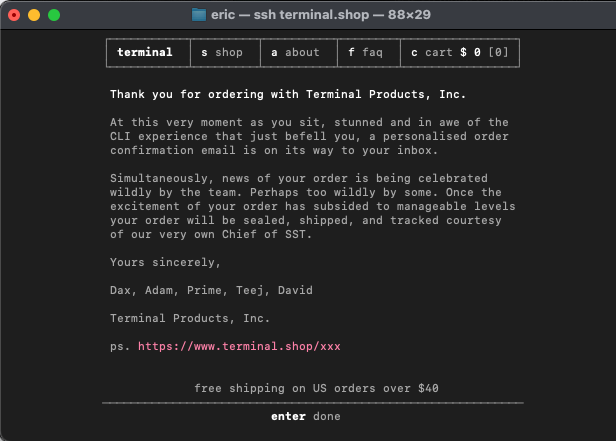 eric — ssh terminal.shop — 88×29
terminal s shop a about f faq c cart $ 0 [0]
Thank you for ordering with Terminal Products, Inc.
At this very moment as you sit, stunned and in awe of the
CLI experience that just befell you, a personalised order
confirmation email is on its way to your inbox.
Simultaneously, news of your order is being celebrated
wildly by the team. Perhaps too wildly by some. Once the
excitement of your order has subsided to manageable levels
your order will be sealed, shipped, and tracked courtesy
of our very own Chief of SST.
Yours sincerely,
Dax, Adam, Prime, Teej, David
Terminal Products, Inc.
ps. https://www.terminal.shop/xxx
free shipping on US orders over $40
enter done